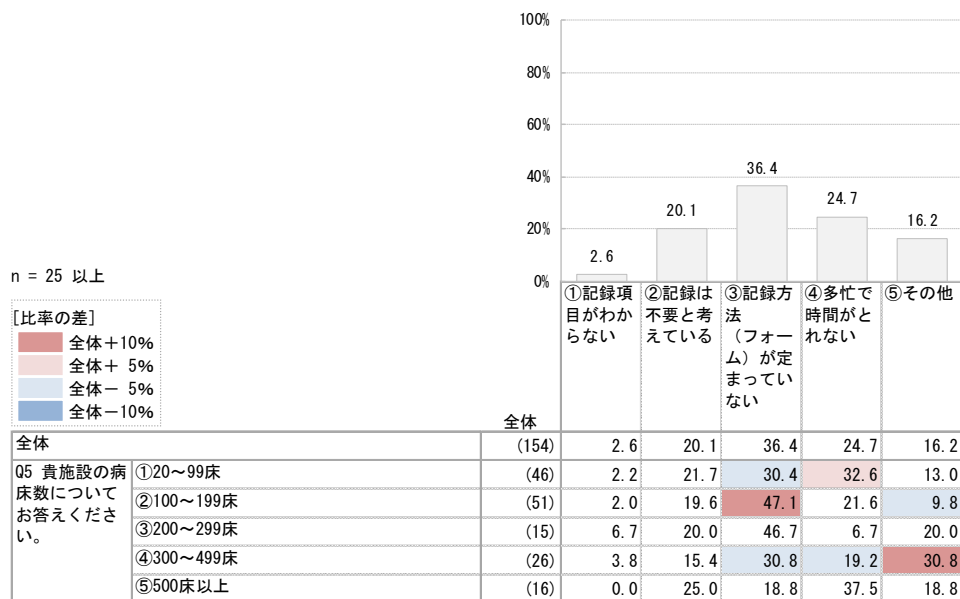 100%
80%
60%
40%
20%
0%
2.6
20.1
36.4
24.7
16.2
n = 25 以上
[比率の差]
全体＋10%
全体＋ 5%
全体－ 5%
全体－10%
全体
①記録項
目がわか
らない
②記録は
不要と考
えている
③記録方
法
（フォー
ム）が定
まってい
ない
④多忙で
時間がと
れない
⑤その他
全体 (154) 2.6 20.1 36.4 24.7 16.2
Q5 貴施設の病
床数について
お答えくださ
い。
①20～99床 (46) 2.2 21.7 30.4 32.6 13.0
②100～199床 (51) 2.0 19.6 47.1 21.6 9.8
③200～299床 (15) 6.7 20.0 46.7 6.7 20.0
④300～499床 (26) 3.8 15.4 30.8 19.2 30.8
⑤500床以上 (16) 0.0 25.0 18.8 37.5 18.8